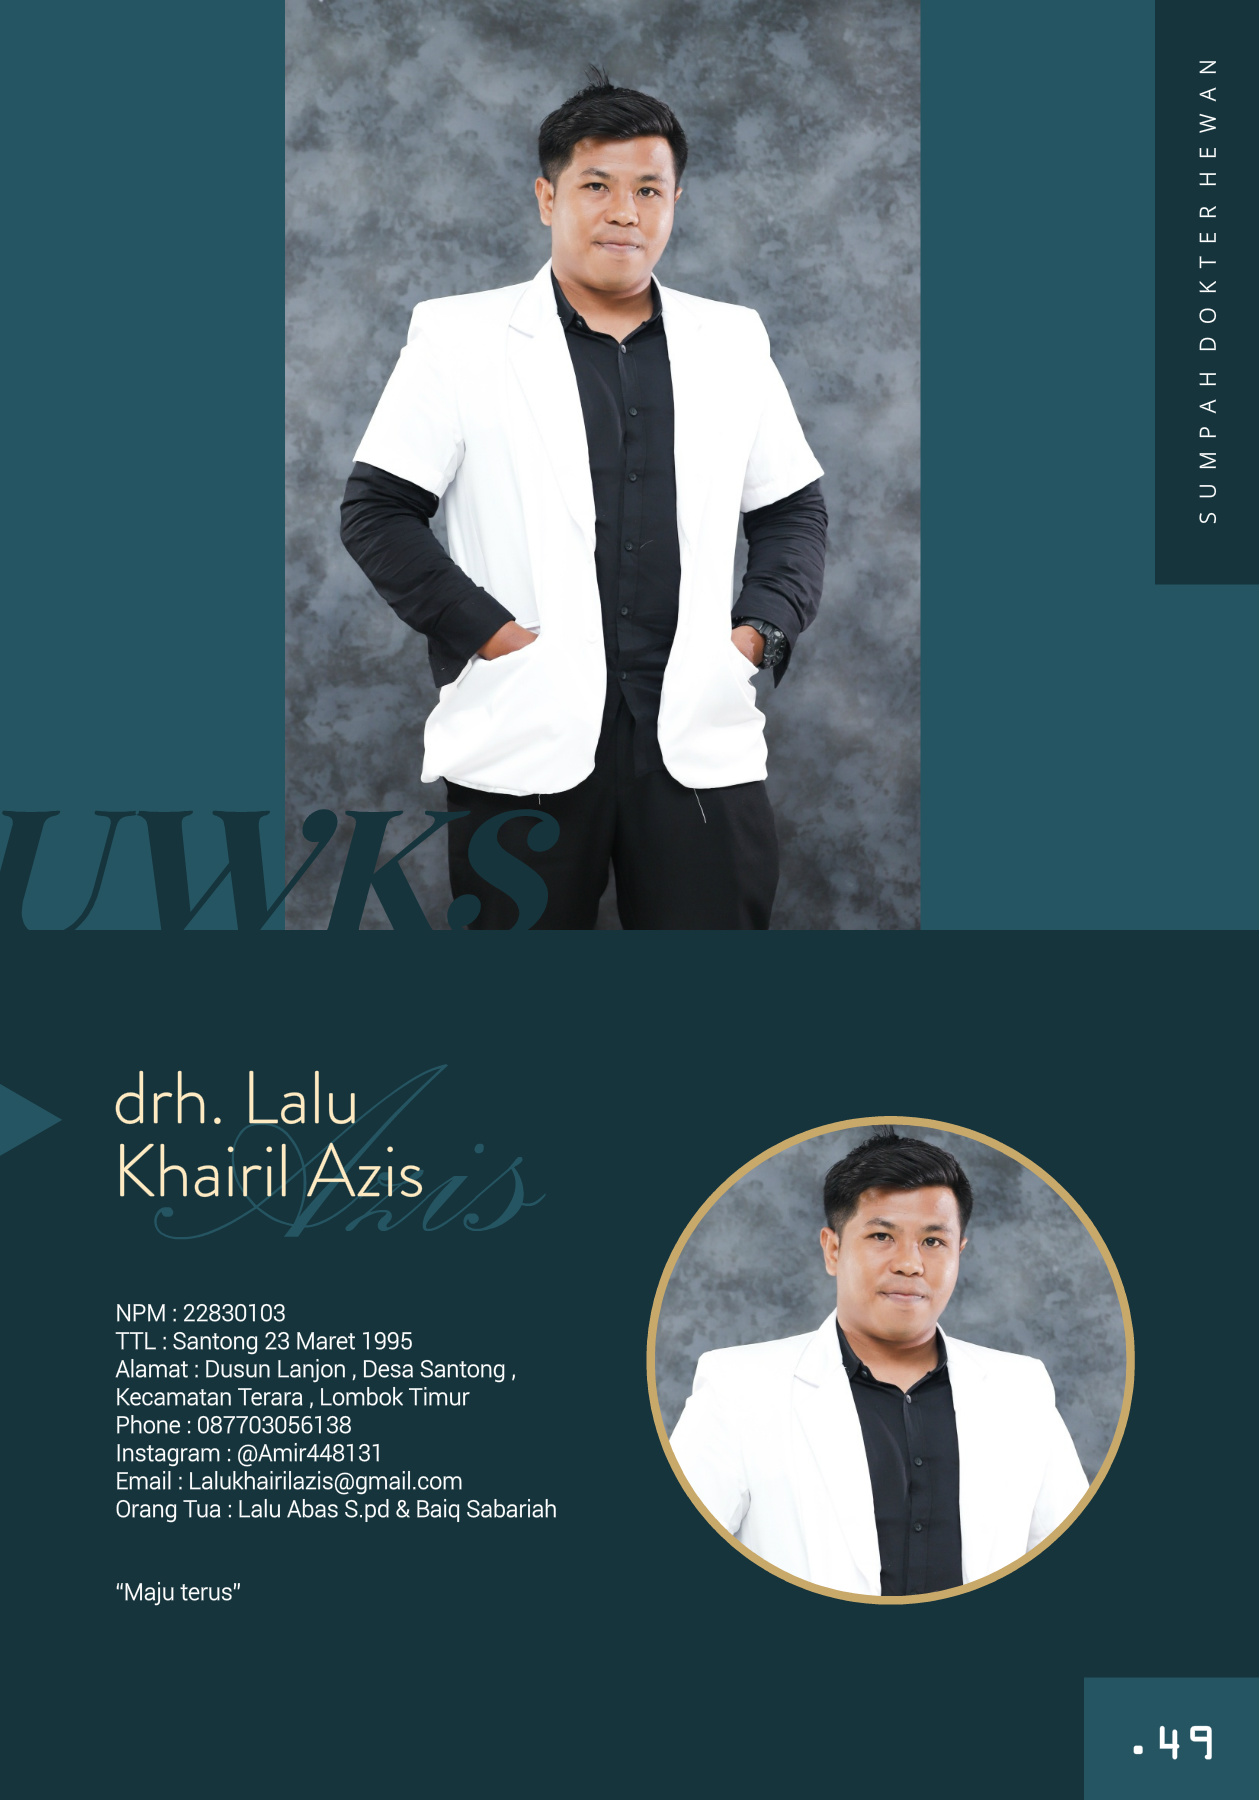 SUMPAH DOKTER HEWAN
UWKS
drh. Lalu
Khairil Azis
Azis
NPM : 22830103
TTL : Santong 23 Maret 1995
Alamat : Dusun Lanjon , Desa Santong ,
Kecamatan Terara , Lombok Timur
Phone : 087703056138
Instagram : @Amir448131
Email : Lalukhairilazis@gmail.com
Orang Tua : Lalu Abas S.pd & Baiq Sabariah
“Maju terus”
.49